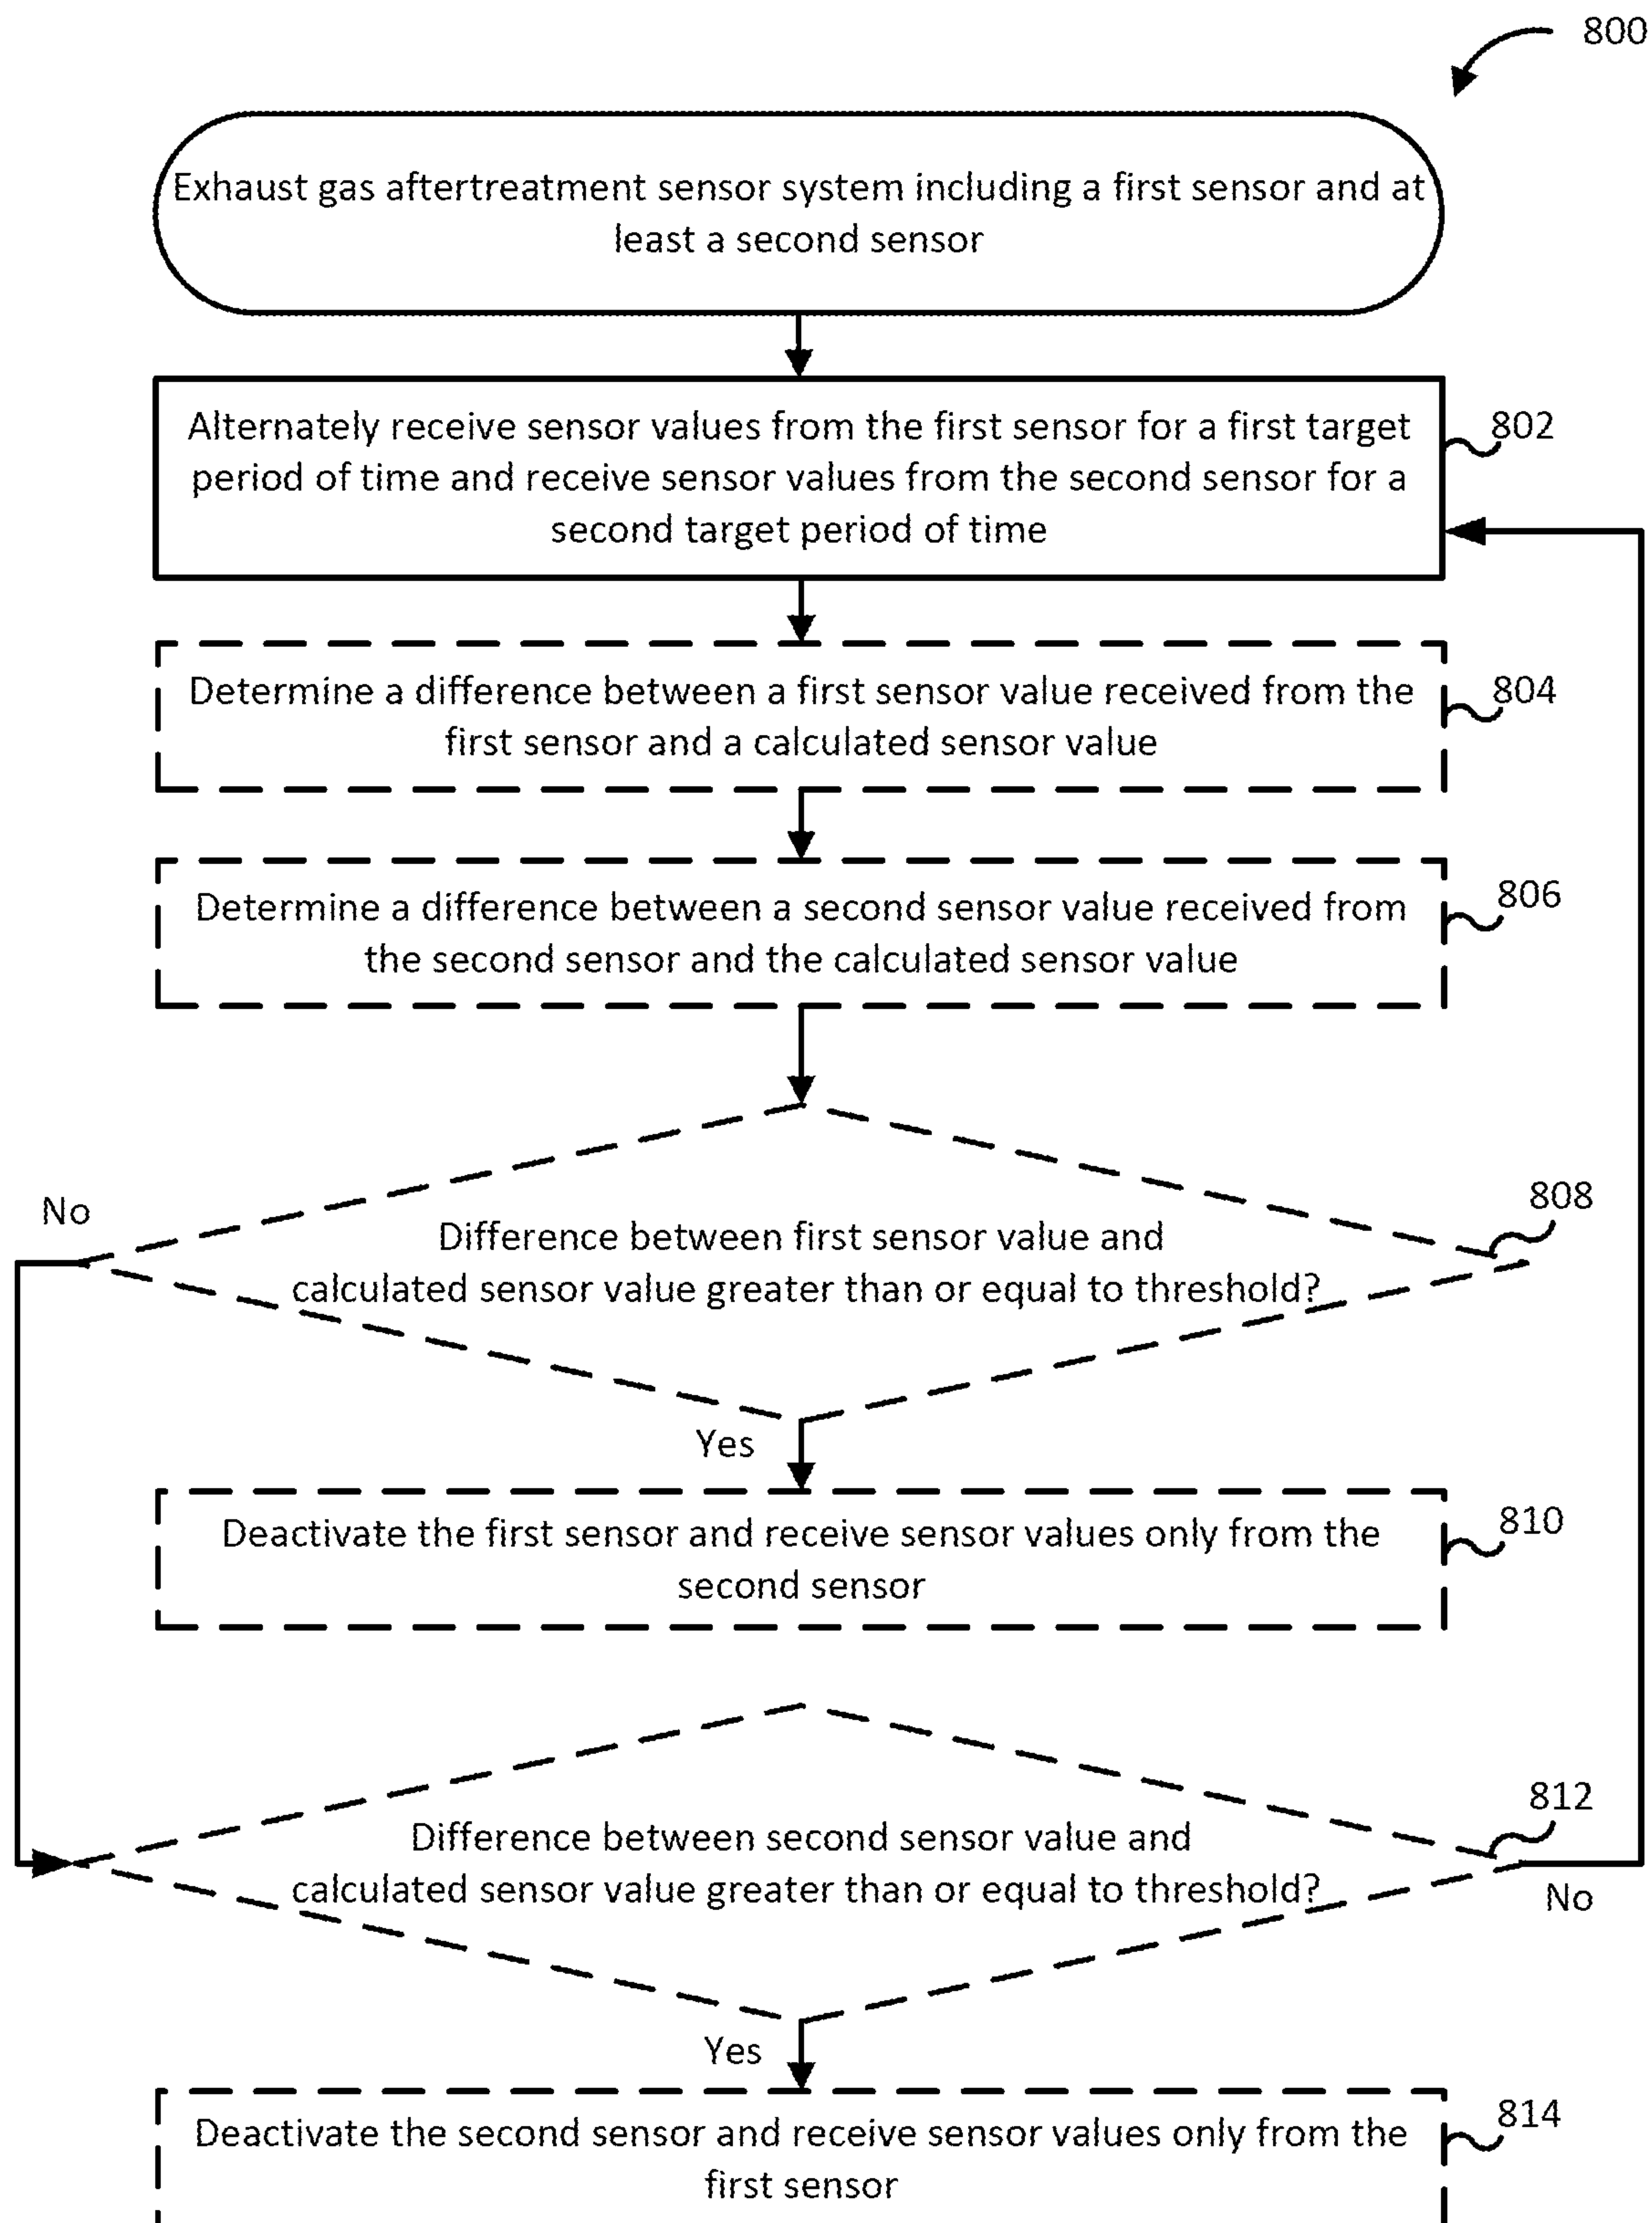 800
Exhaust gas aftertreatment sensor system including a first sensor and at
least a second sensor
Alternately receive sensor values from the first sensor for a first target
period of time and receive sensor values from the second sensor for a
second target period of time
802
Determine a difference between a first sensor value received from the
first sensor and a calculated sensor value
804
Determine a difference between a second sensor value received from
the second sensor and the calculated sensor value
806
No
808
Difference between first sensor value and
calculated sensor value greater than or equal to threshold?
Yes
Deactivate the first sensor and receive sensor values only from the
second sensor
810
812
Difference between second sensor value and
calculated sensor value greater than or equal to threshold?
No
Yes
Deactivate the second sensor and receive sensor values only from the
first sensor
814